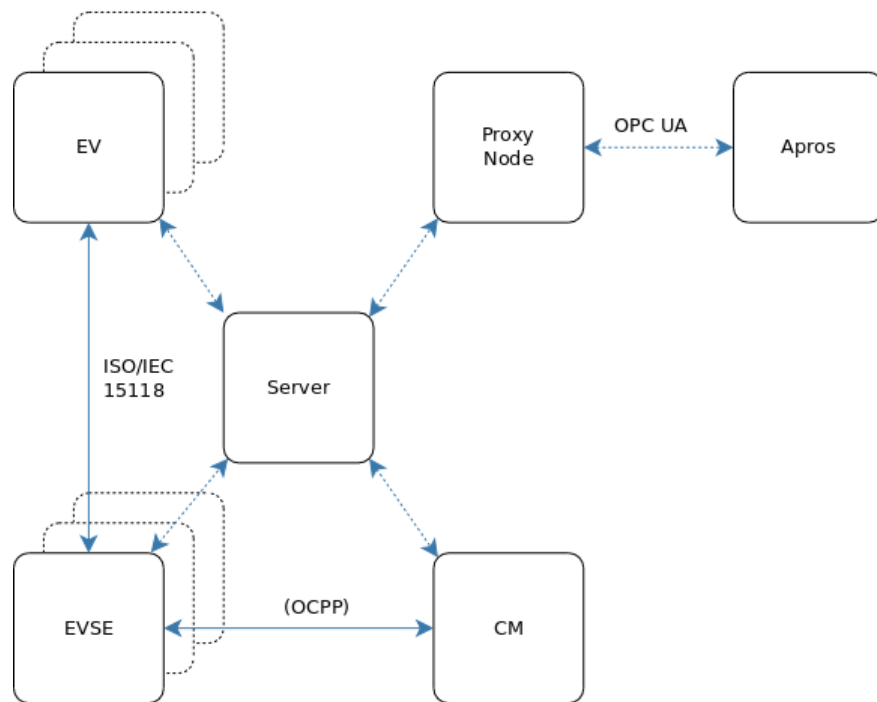 EV
Proxy
Node
OPC UA
Apros
ISO/IEC
15118
Server
EVSE
(OCPP)
CM